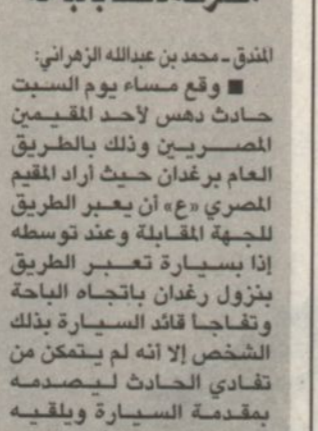 المندق ـ محمد بن عبدالله الزهراني:
■ وقع مساء يوم السبت
حادث دهس لأحد المقيمين
المصريين وذلك بالطريق
العام برغدان حيث أراد المقيم
المصري «ع» أن يعبر الطريق
للجهة المقابلة وعند توسطه
إذا بسيارة تعبر الطريق
بنزول رغدان باتجاه الباحة
وتفاجا قائد السيارة بذلك
الشخص إلا أنه لم يتمكن من
تفادي الحادث ليصدمه
بمقدمة السيارة ويلقيه